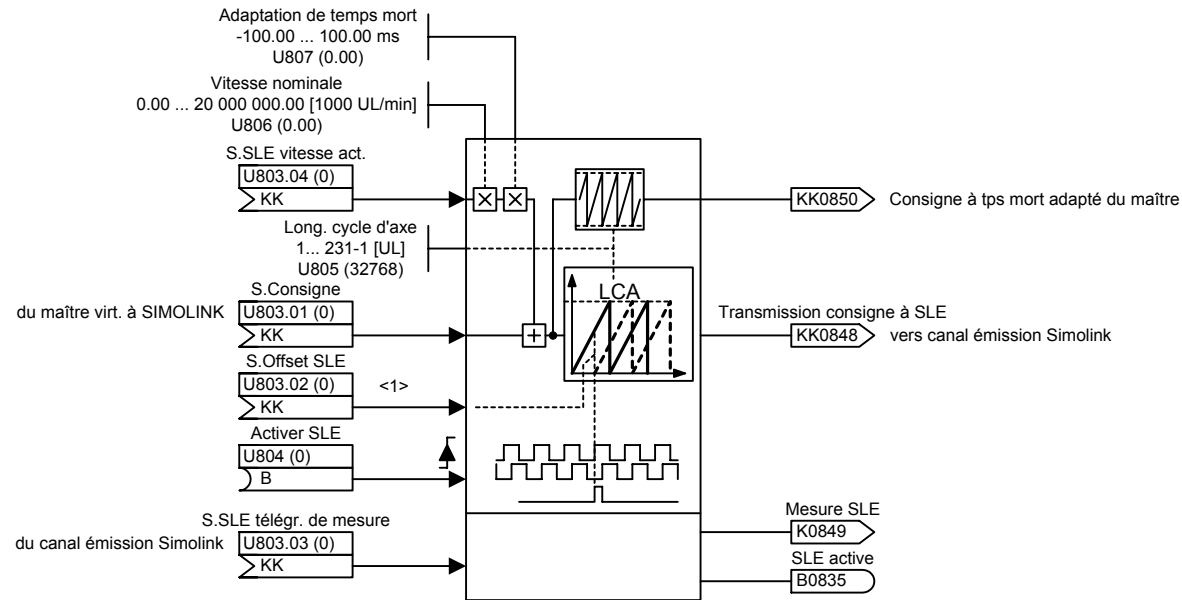 Adaptation de temps mort
-100.00 ... 100.00 ms
U807 (0.00)
Vitesse nominale
0.00 ... 20 000 000.00 [1000 UL/min]
U806 (0.00)
S.SLE vitesse act.
U803.04 (0)
KK
KK0850
Consigne à tps mort adapté du maître
Long. cycle d'axe
1... 231-1 [UL]
U805 (32768)
LCA
S.Consigne
du maître virt. à SIMOLINK
U803.01 (0)
KK
Transmission consigne à SLE
KK0848
vers canal émission Simolink
S.Offset SLE
U803.02 (0)
<1>
KK
Activer SLE
U804 (0)
B
S.SLE télégr. de mesure
du canal émission Simolink
U803.03 (0)
KK
Mesure SLE
K0849
SLE active
B0835